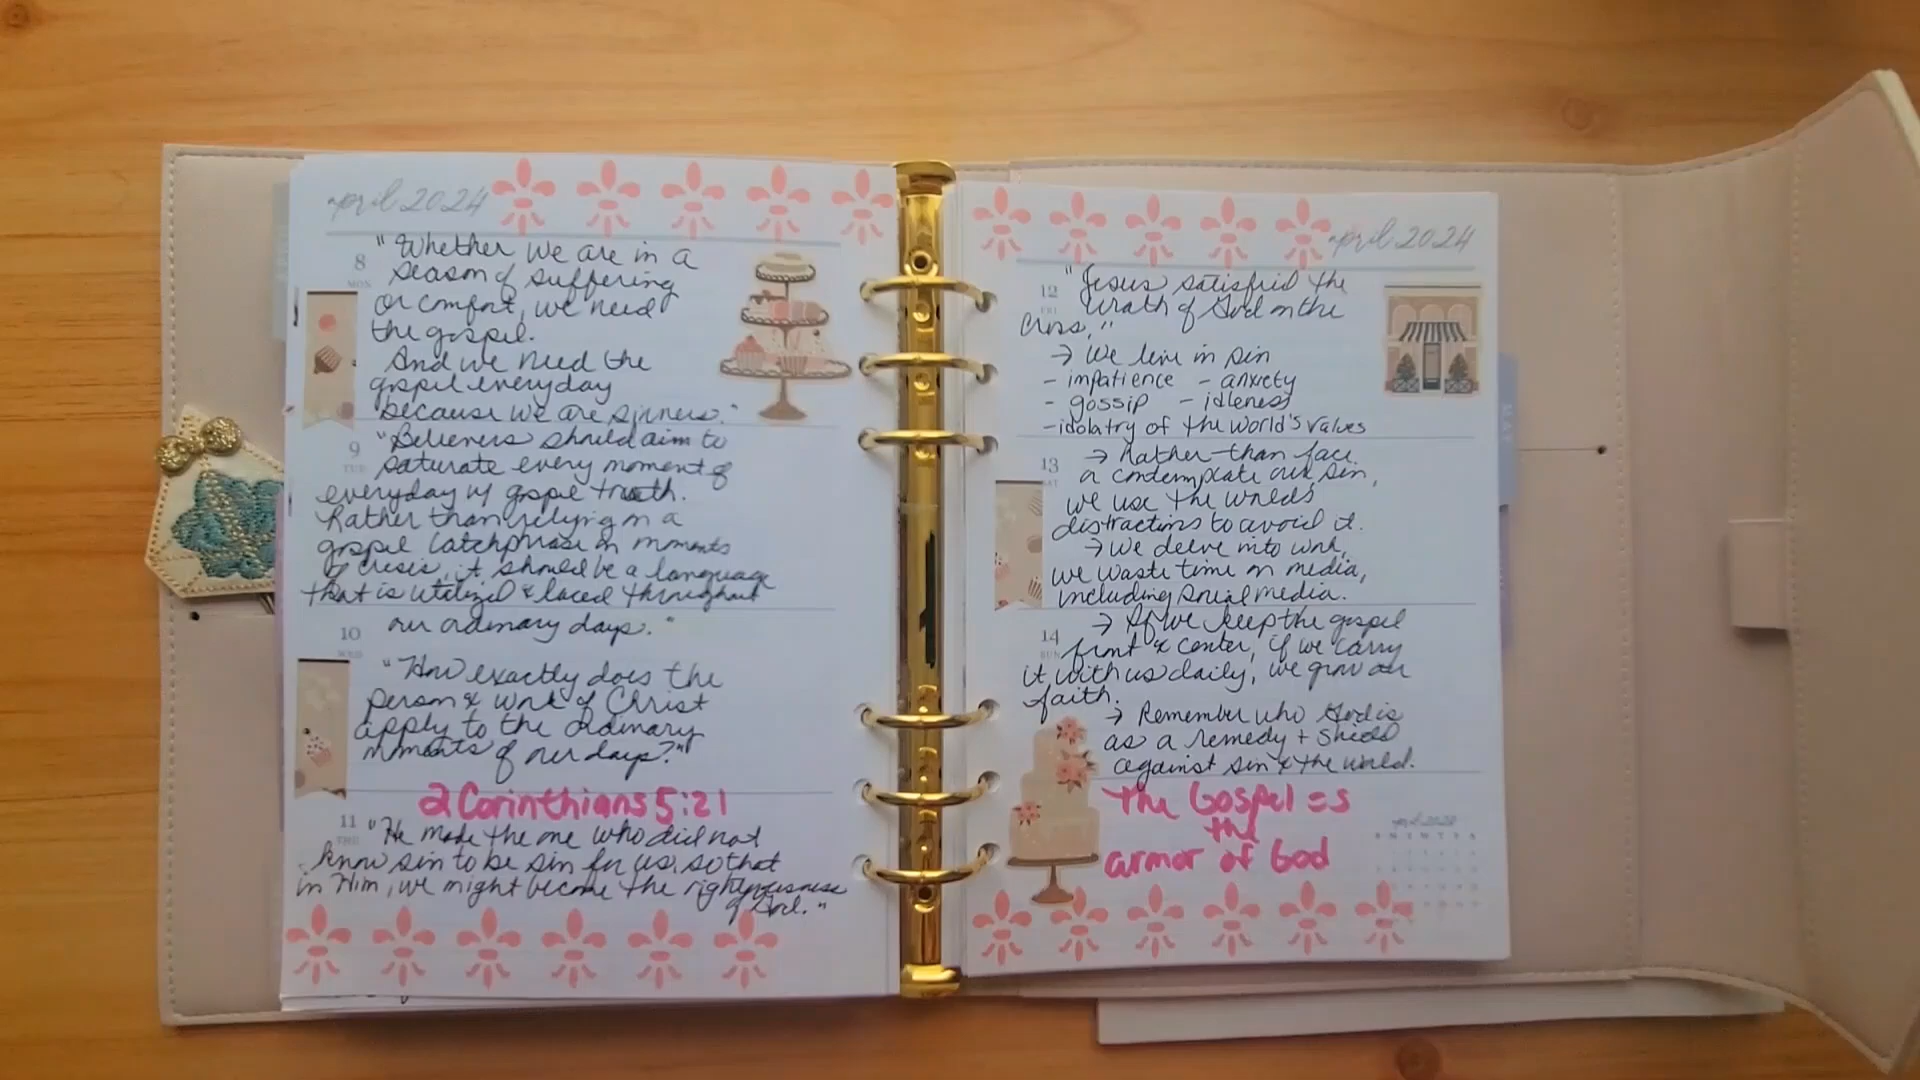 april 2024
8
MON
"Whether we are in a
season of suffering
or comfort, we need
the gospel.
And we need the
gospel everyday
because we are sinners."
9
TUE
"Believers should aim to
saturate every moment of
everyday w/ gospel truth.
Rather than relying on a
gospel catchphrase in moments
of crisis, it should be a language
that is utilized & laced throughout
our ordinary days."
10
WED
"How exactly does the
person & work of Christ
apply to the ordinary
moments of our days?"
2 Corinthians 5:21
11
THU
"He made the one who did not
know sin to be sin for us, so that
in Him, we might become the righteousness
of God."
april 2024
12
FRI
"Jesus satisfied the
wrath of God on the
cross."
→ We live in sin
- impatience - anxiety
- gossip - idleness
- idolatry of the world's values
13
SAT
→ Rather than face
or contemplate our sin,
we use the world's
distractions to avoid it.
→ We delve into work,
we waste time on media,
including social media.
14
SUN
→ If we keep the gospel
front & center, if we carry
it with us daily, we grow our
faith.
→ Remember who God is
as a remedy + shield
against sin & the world.
The Gospel is
the
armor of God
MAY